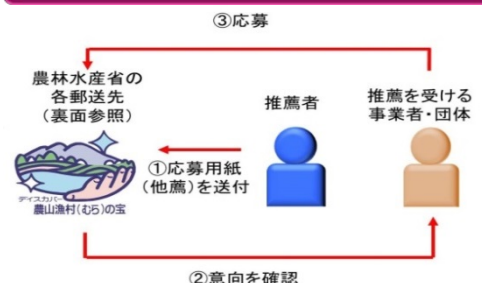 ③応募
農林水産省の
各郵送先
(裏面参照)
推薦者
推薦を受ける
事業者・団体
①応募用紙
(他薦)を送付
ディスカバー
農山漁村(むら)の宝
②意向を確認